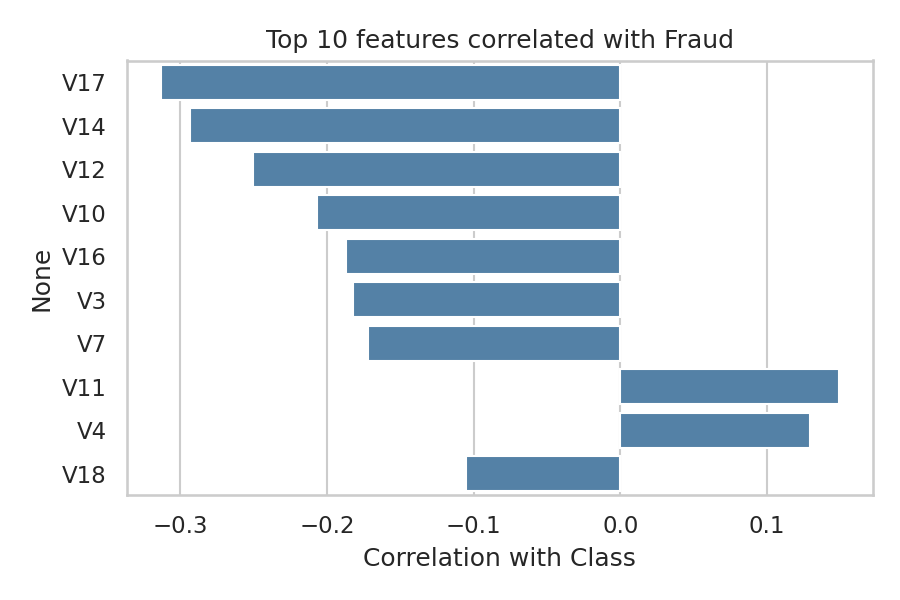 Top 10 features correlated with Fraud
V17
V14
V12
V10
V16
V3
V7
V11
V4
V18
None
−0.3 −0.2 −0.1 0.0 0.1
Correlation with Class